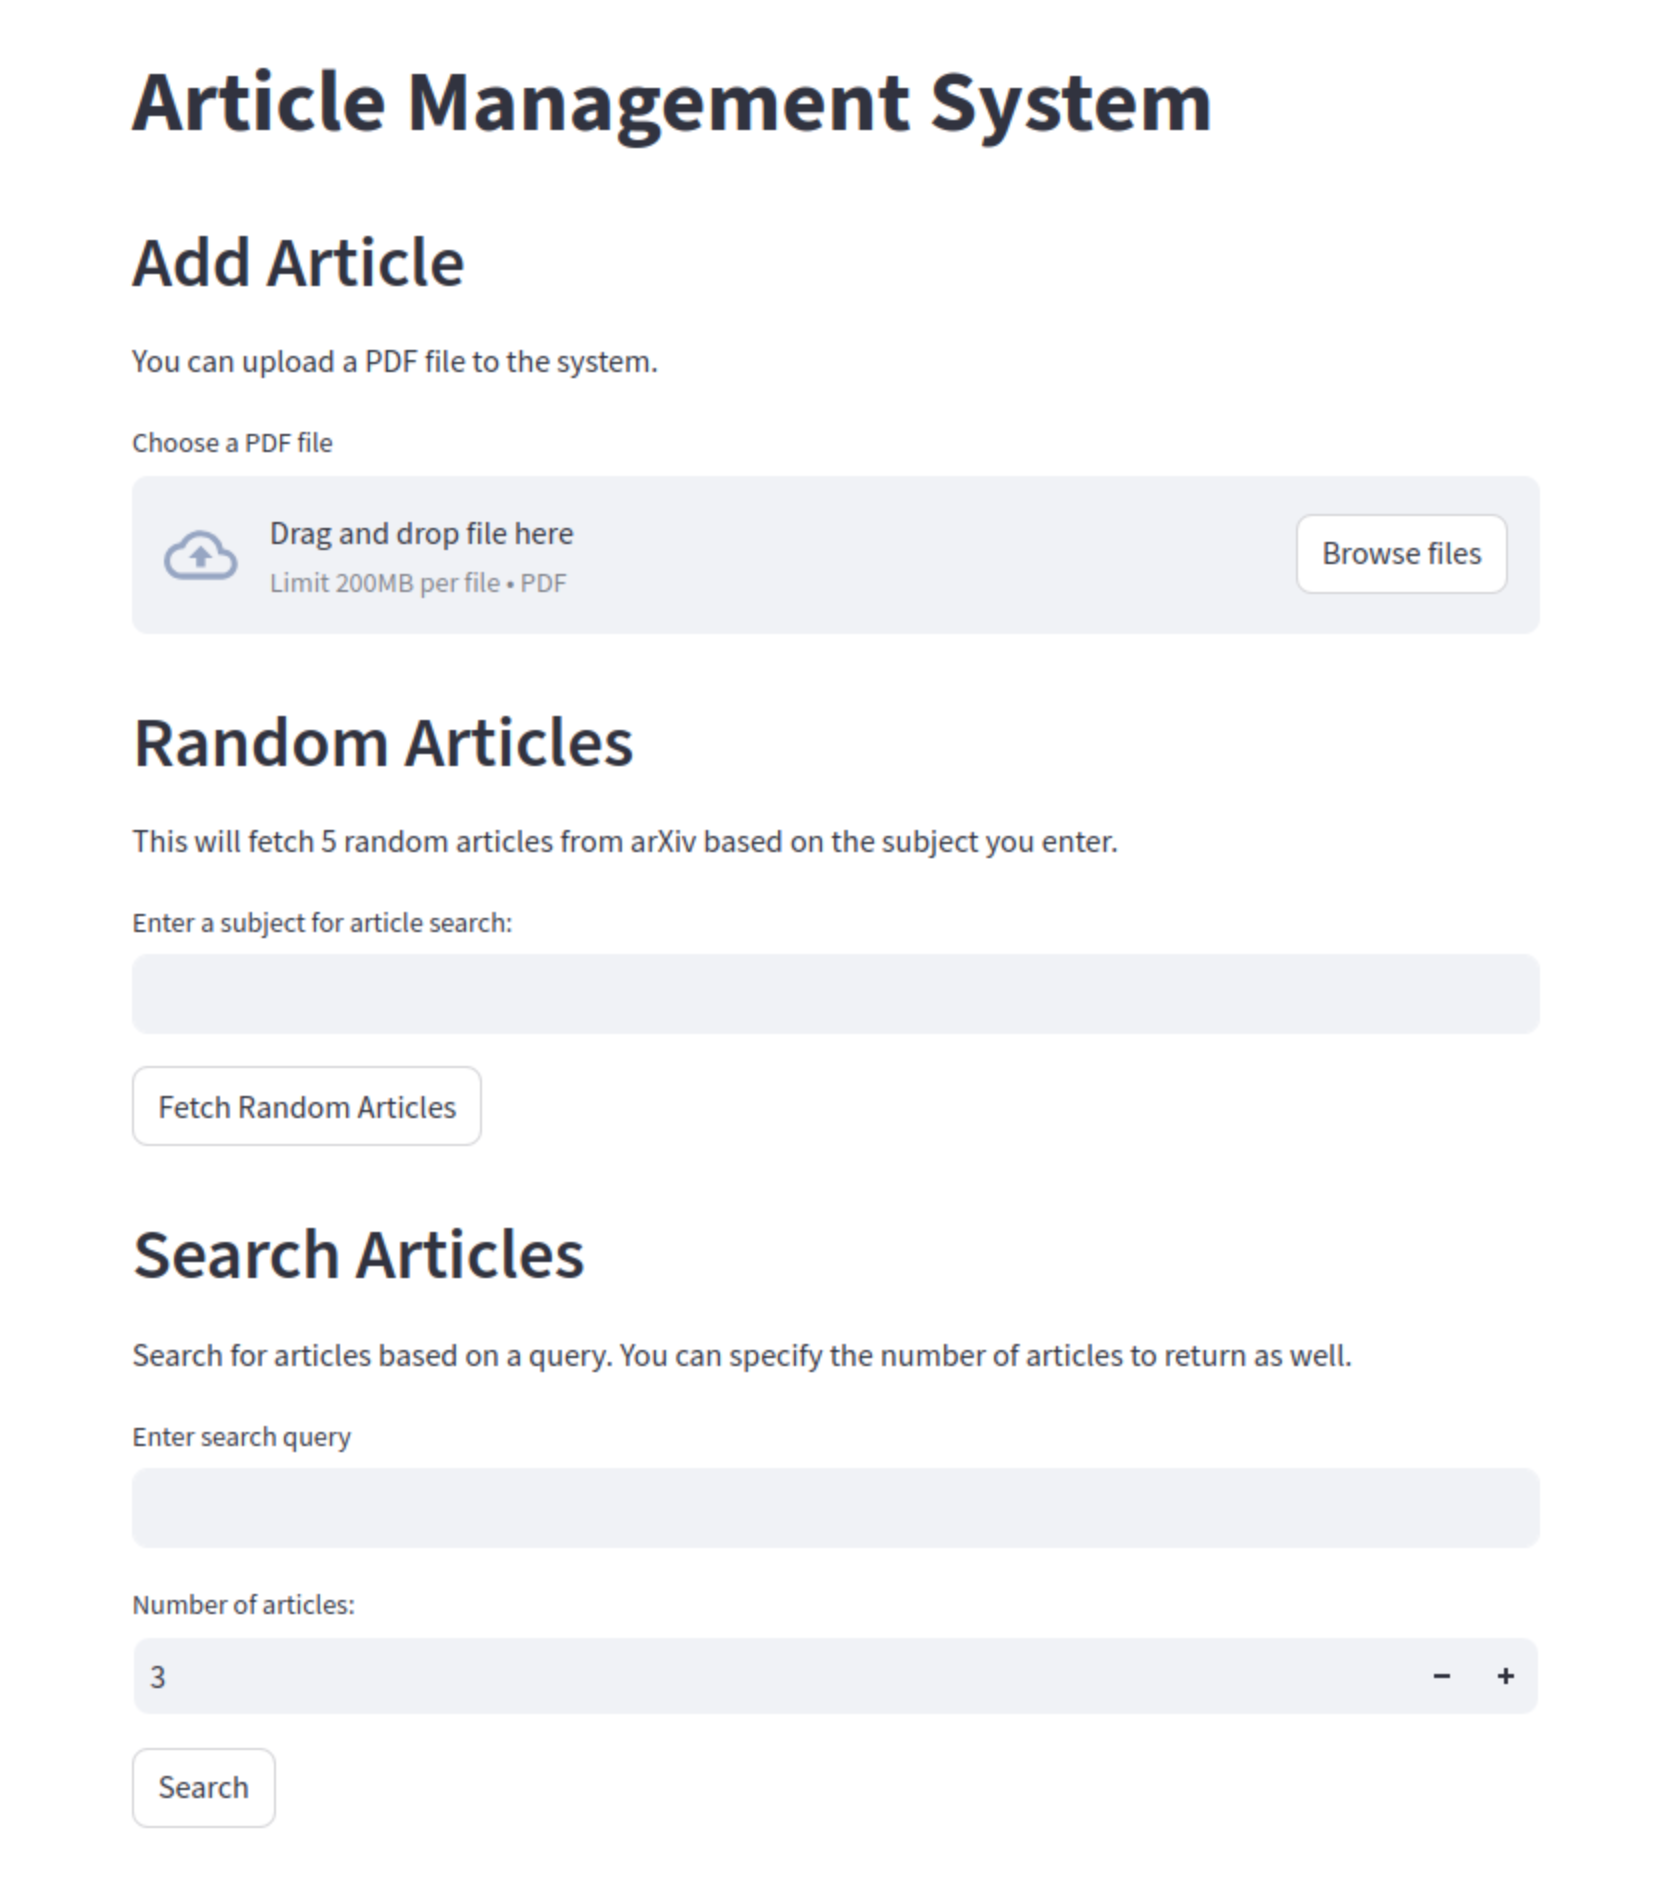 Article Management System
Add Article
You can upload a PDF file to the system.
Choose a PDF file
Drag and drop file here
Limit 200MB per file • PDF
Browse files
Random Articles
This will fetch 5 random articles from arXiv based on the subject you enter.
Enter a subject for article search:
Fetch Random Articles
Search Articles
Search for articles based on a query. You can specify the number of articles to return as well.
Enter search query
Number of articles:
3
Search